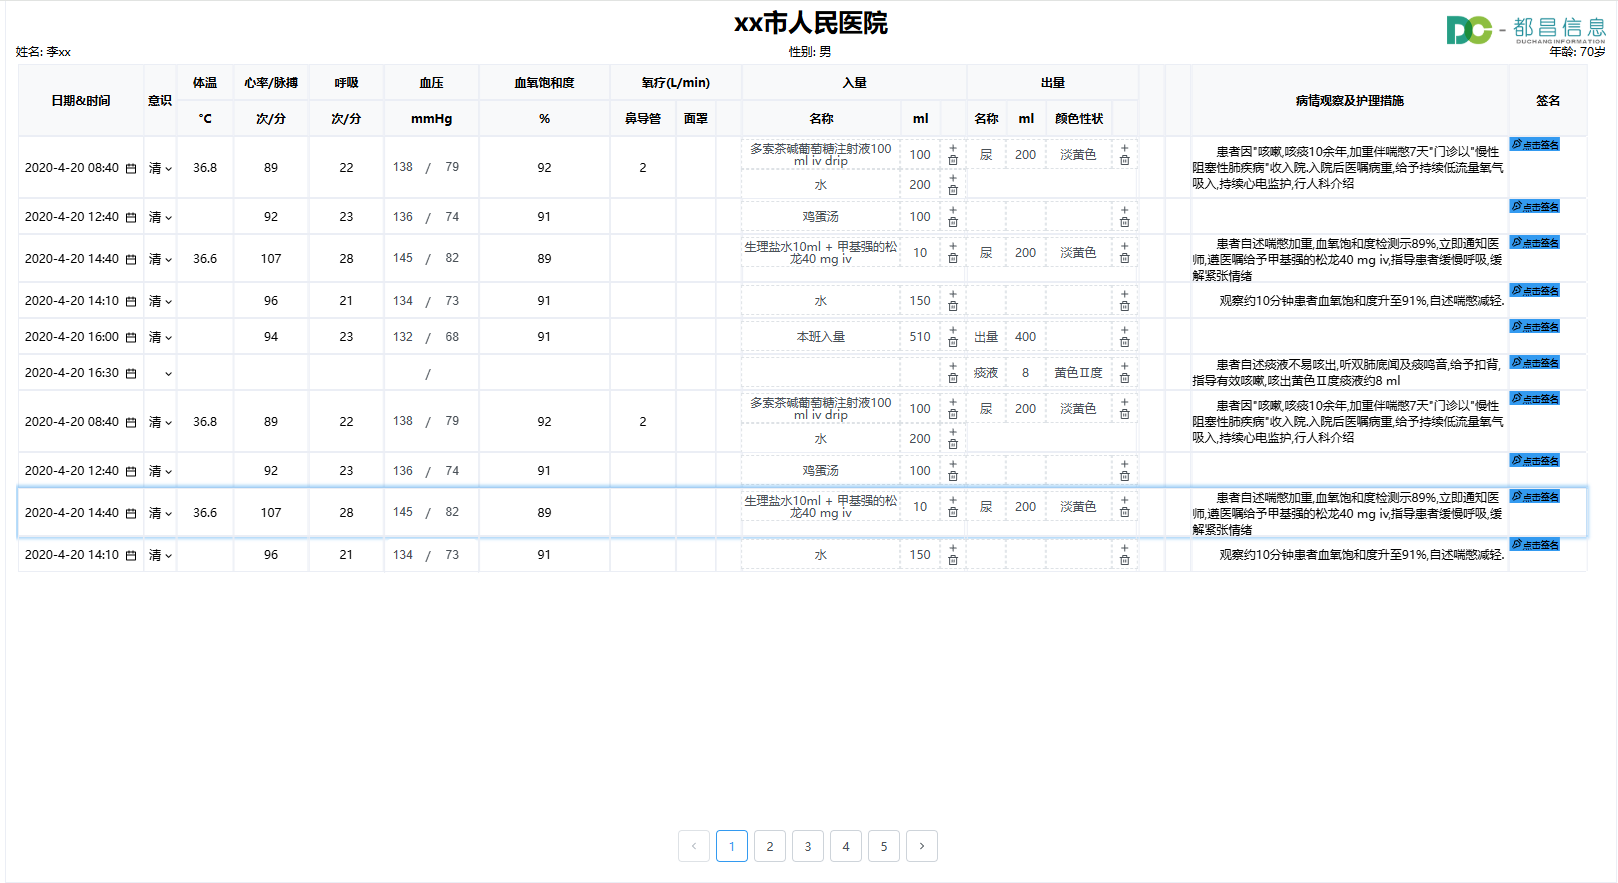 xx市人民医院
DC - 都昌信息
DUCHANG INFORMATION
姓名: 李xx 性别: 男 年龄: 70岁
日期&时间 意识 体温 心率/脉搏 呼吸 血压 血氧饱和度 氧疗(L/min) 入量 出量 病情观察及护理措施 签名
°C 次/分 次/分 mmHg % 鼻导管 面罩 名称 ml 名称 ml 颜色性状
2020-4-20 08:40 清 36.8 89 22 138 / 79 92 2
多索茶碱葡萄糖注射液100
ml iv drip
100 + 尿 200 淡黄色 +
水 200 +
患者因"咳嗽,咳痰10余年,加重伴喘憋7天"门诊以"慢性
阻塞性肺疾病"收入院.入院后医嘱病重,给予持续低流量氧气
吸入,持续心电监护,行人科介绍
点击签名
2020-4-20 12:40 清 92 23 136 / 74 91 鸡蛋汤 100 + + 点击签名
2020-4-20 14:40 清 36.6 107 28 145 / 82 89
生理盐水10ml + 甲基强的松
龙40 mg iv
10 + 尿 200 淡黄色 +
患者自述喘憋加重,血氧饱和度检测示89%,立即通知医
师,遵医嘱给予甲基强的松龙40 mg iv,指导患者缓慢呼吸,缓
解紧张情绪
点击签名
2020-4-20 14:10 清 96 21 134 / 73 91 水 150 + + 观察约10分钟患者血氧饱和度升至91%,自述喘憋减轻. 点击签名
2020-4-20 16:00 清 94 23 132 / 68 91 本班入量 510 + 出量 400 + 点击签名
2020-4-20 16:30 / + 痰液 8 黄色Ⅱ度 +
患者自述痰液不易咳出,听双肺底闻及痰鸣音,给予扣背,
指导有效咳嗽,咳出黄色Ⅱ度痰液约8 ml
点击签名
2020-4-20 08:40 清 36.8 89 22 138 / 79 92 2
多索茶碱葡萄糖注射液100
ml iv drip
100 + 尿 200 淡黄色 +
水 200 +
患者因"咳嗽,咳痰10余年,加重伴喘憋7天"门诊以"慢性
阻塞性肺疾病"收入院.入院后医嘱病重,给予持续低流量氧气
吸入,持续心电监护,行人科介绍
点击签名
2020-4-20 12:40 清 92 23 136 / 74 91 鸡蛋汤 100 + + 点击签名
2020-4-20 14:40 清 36.6 107 28 145 / 82 89
生理盐水10ml + 甲基强的松
龙40 mg iv
10 + 尿 200 淡黄色 +
患者自述喘憋加重,血氧饱和度检测示89%,立即通知医
师,遵医嘱给予甲基强的松龙40 mg iv,指导患者缓慢呼吸,缓
解紧张情绪
点击签名
2020-4-20 14:10 清 96 21 134 / 73 91 水 150 + + 观察约10分钟患者血氧饱和度升至91%,自述喘憋减轻. 点击签名
< 1 2 3 4 5 >